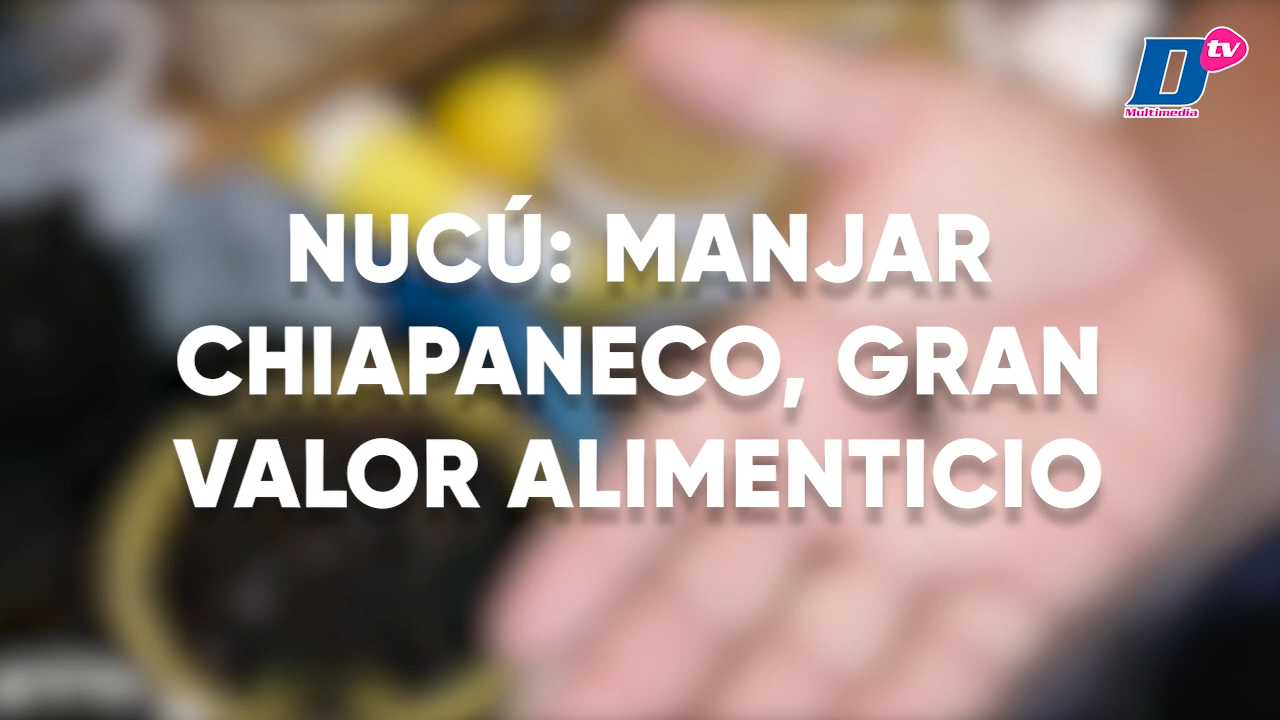 D tv
Multimedia
NUCÚ: MANJAR
CHIAPANECO, GRAN
VALOR ALIMENTICIO